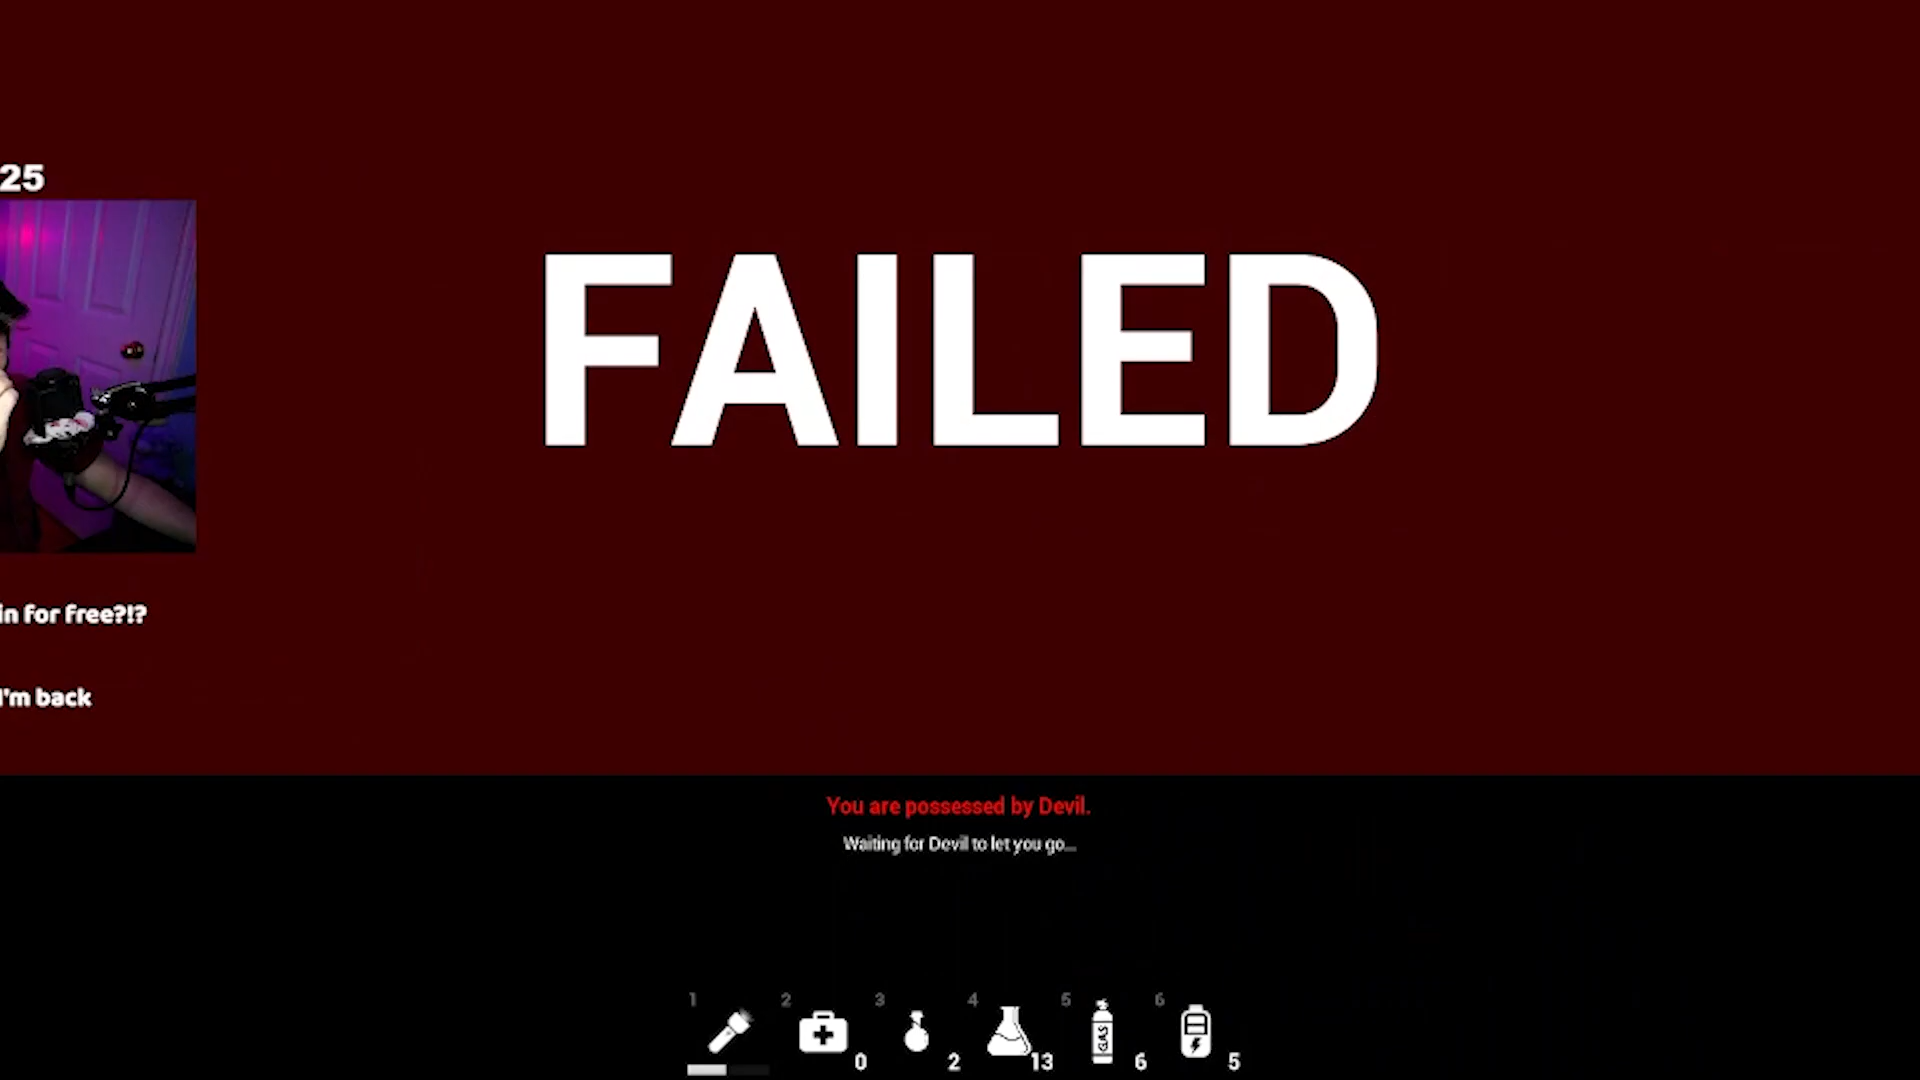 25
FAILED
in for free?!?
I'm back
You are possessed by Devil.
Waiting for Devil to let you go...
1 2 3 4 5 6
GAS
0 2 13 6 5